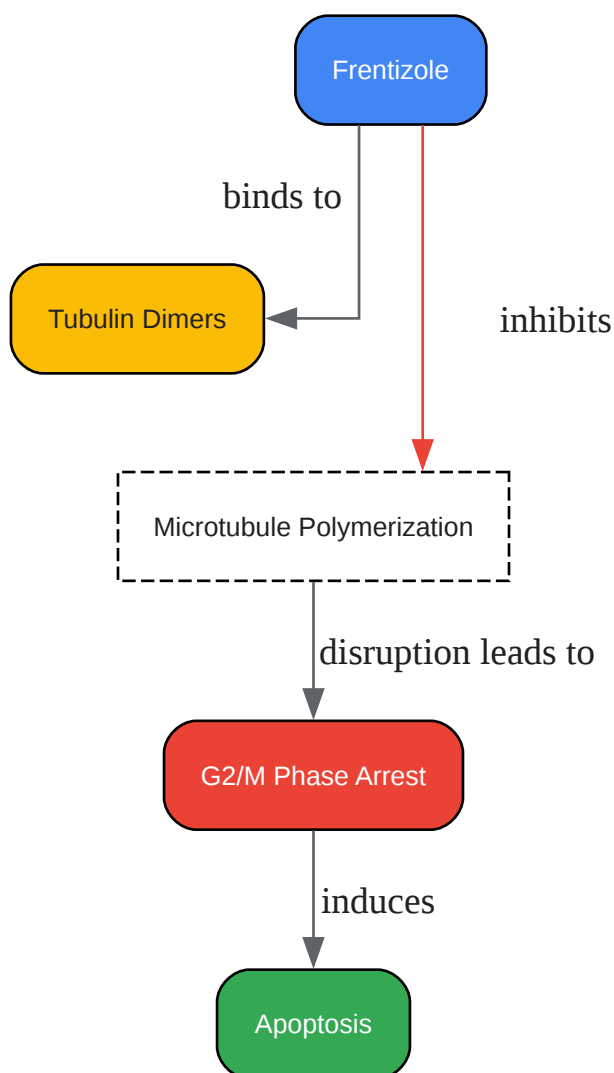 Frentizole
binds to
Tubulin Dimers
inhibits
Microtubule Polymerization
disruption leads to
G2/M Phase Arrest
induces
Apoptosis